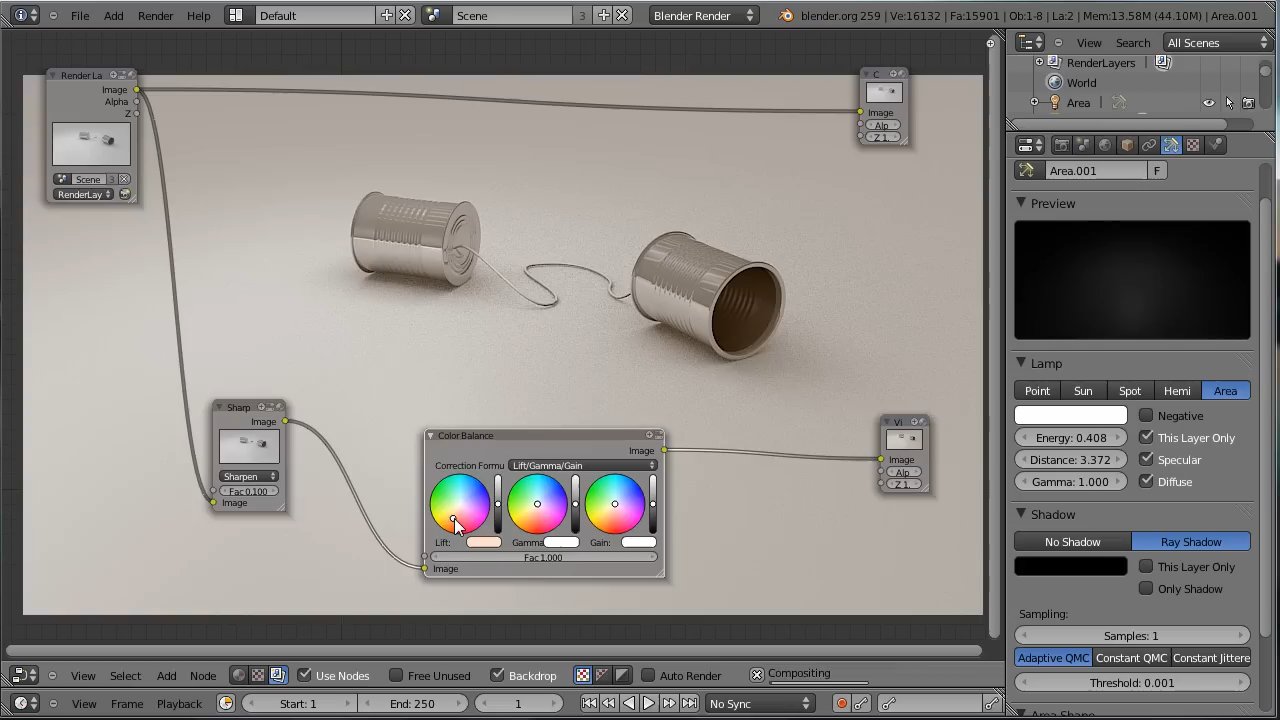 File Add Render Help Default Scene 3 Blender Render blender.org 259 | Ve:16132 | Fa:15901 | Ob:1-8 | La:2 | Mem:13.58M (44.10M) | Area.001
View Search All Scenes
RenderLayers
World
Area
Render La
Image
Alpha
Z
Scene 3
RenderLay
C
Image
Alp
Z 1.
Sharp
Image
Sharpen
Fac 0.100
Image
Color Balance
Image
Correction Formu Lift/Gamma/Gain
Lift: Gamma Gain:
Fac 1.000
Image
Vi
Image
Alp
Z 1.
Area.001 F
Preview
Lamp
Point Sun Spot Hemi Area
Negative
Energy: 0.408 This Layer Only
Distance: 3.372 Specular
Gamma: 1.000 Diffuse
Shadow
No Shadow Ray Shadow
This Layer Only
Only Shadow
Sampling:
Samples: 1
Adaptive QMC Constant QMC Constant Jittere
Threshold: 0.001
Area Shape
View Select Add Node Use Nodes Free Unused Backdrop Auto Render Compositing
View Frame Playback Start: 1 End: 250 1 No Sync